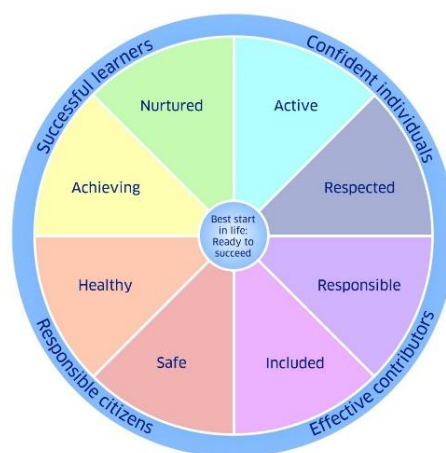 Successful learners
Confident individuals
Nurtured
Active
Achieving
Respected
Best start
in life:
Ready to
succeed
Healthy
Responsible
Safe
Included
Responsible citizens
Effective contributors